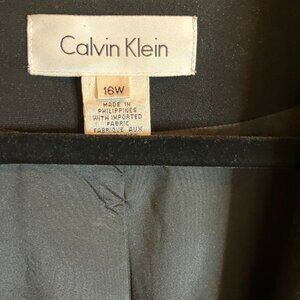 Calvin Klein
16W
MADE IN
PHILIPPINES
WITH IMPORTED
FABRIC
FABRIQUE AUX